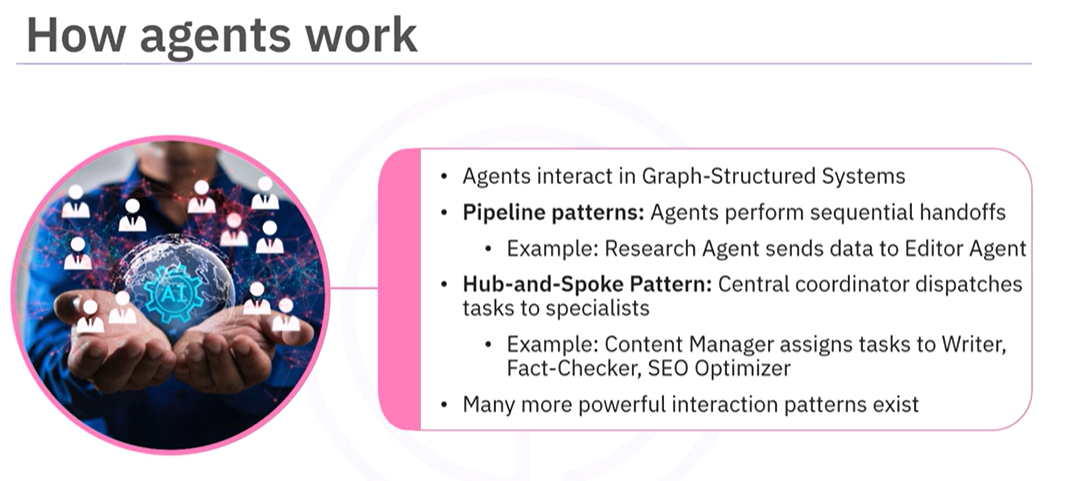 How agents work
AI
• Agents interact in Graph-Structured Systems
• Pipeline patterns: Agents perform sequential handoffs
• Example: Research Agent sends data to Editor Agent
• Hub-and-Spoke Pattern: Central coordinator dispatches
tasks to specialists
• Example: Content Manager assigns tasks to Writer,
Fact-Checker, SEO Optimizer
• Many more powerful interaction patterns exist